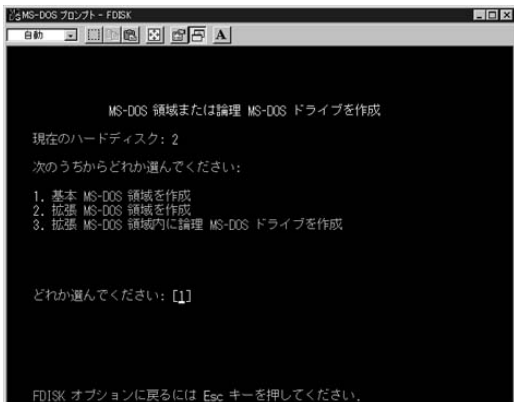 MS-DOS プロンプト - FDISK
自動
A
MS-DOS 領域または論理 MS-DOS ドライブを作成
現在のハードディスク: 2
次のうちからどれか選んでください:
1. 基本 MS-DOS 領域を作成
2. 拡張 MS-DOS 領域を作成
3. 拡張 MS-DOS 領域内に論理 MS-DOS ドライブを作成
どれか選んでください: [1]
FDISK オプションに戻るには Esc キーを押してください.